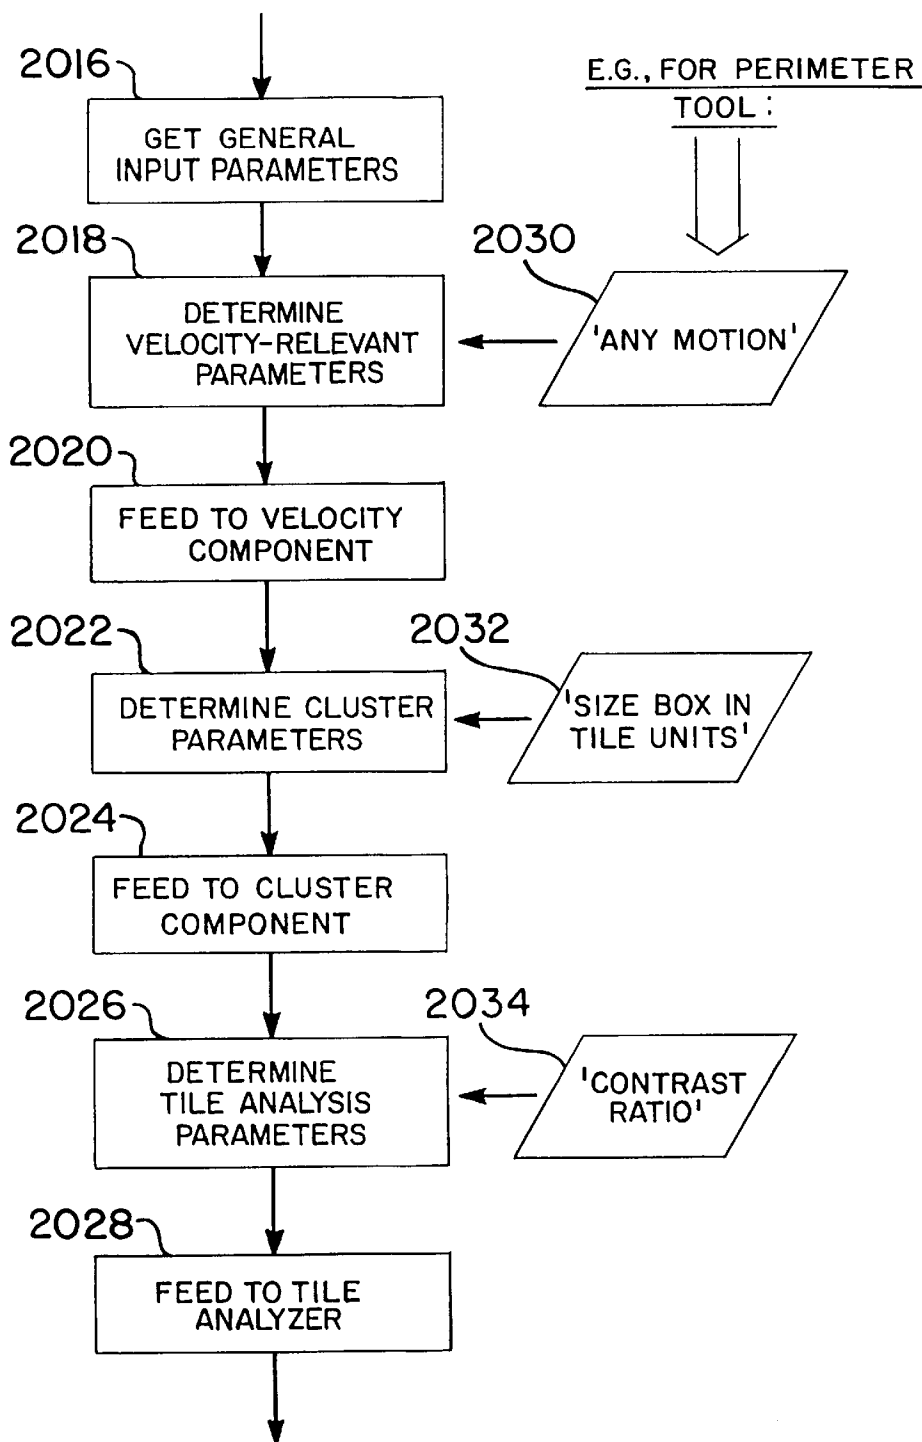 2016
GET GENERAL
INPUT PARAMETERS
E.G., FOR PERIMETER
TOOL:
2018
DETERMINE
VELOCITY-RELEVANT
PARAMETERS
2030
'ANY MOTION'
2020
FEED TO VELOCITY
COMPONENT
2022
DETERMINE CLUSTER
PARAMETERS
2032
'SIZE BOX IN
TILE UNITS'
2024
FEED TO CLUSTER
COMPONENT
2026
DETERMINE
TILE ANALYSIS
PARAMETERS
2034
'CONTRAST
RATIO'
2028
FEED TO TILE
ANALYZER